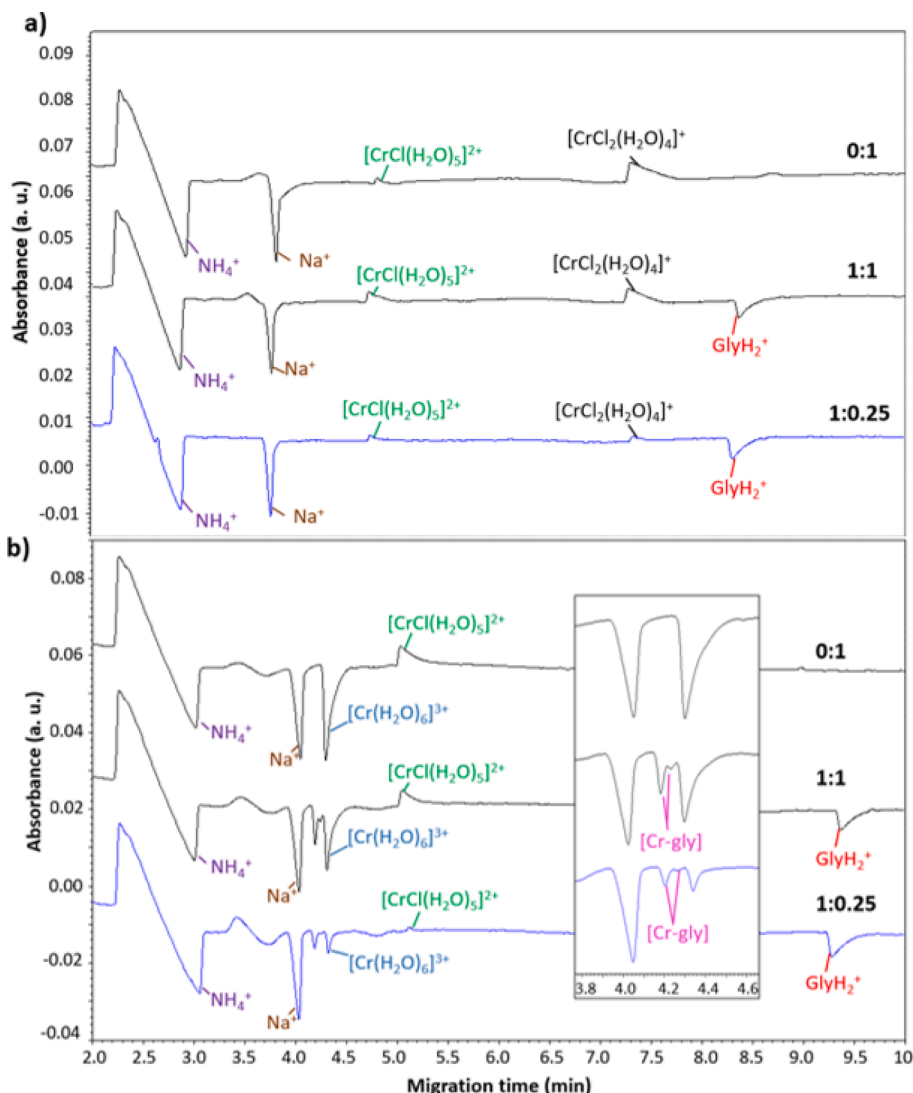 a)
0.09
0.08
0.07
0.06
0.05
0.04
0.03
0.02
0.01
0.00
-0.01
Absorbance (a. u.)
[CrCl(H₂O)₅]²⁺
[CrCl₂(H₂O)₄]⁺
0:1
NH₄⁺
Na⁺
[CrCl(H₂O)₅]²⁺
[CrCl₂(H₂O)₄]⁺
1:1
NH₄⁺
Na⁺
GlyH₂⁺
[CrCl(H₂O)₅]²⁺
[CrCl₂(H₂O)₄]⁺
1:0.25
NH₄⁺
Na⁺
GlyH₂⁺
b)
0.08
0.06
0.04
0.02
0.00
-0.02
-0.04
Absorbance (a. u.)
[CrCl(H₂O)₅]²⁺
0:1
NH₄⁺
Na⁺
[Cr(H₂O)₆]³⁺
[CrCl(H₂O)₅]²⁺
1:1
NH₄⁺
Na⁺
[Cr(H₂O)₆]³⁺
GlyH₂⁺
[CrCl(H₂O)₅]²⁺
1:0.25
NH₄⁺
Na⁺
[Cr(H₂O)₆]³⁺
GlyH₂⁺
[Cr-gly]
[Cr-gly]
3.8 4.0 4.2 4.4 4.6
2.0 2.5 3.0 3.5 4.0 4.5 5.0 5.5 6.0 6.5 7.0 7.5 8.0 8.5 9.0 9.5 10
Migration time (min)